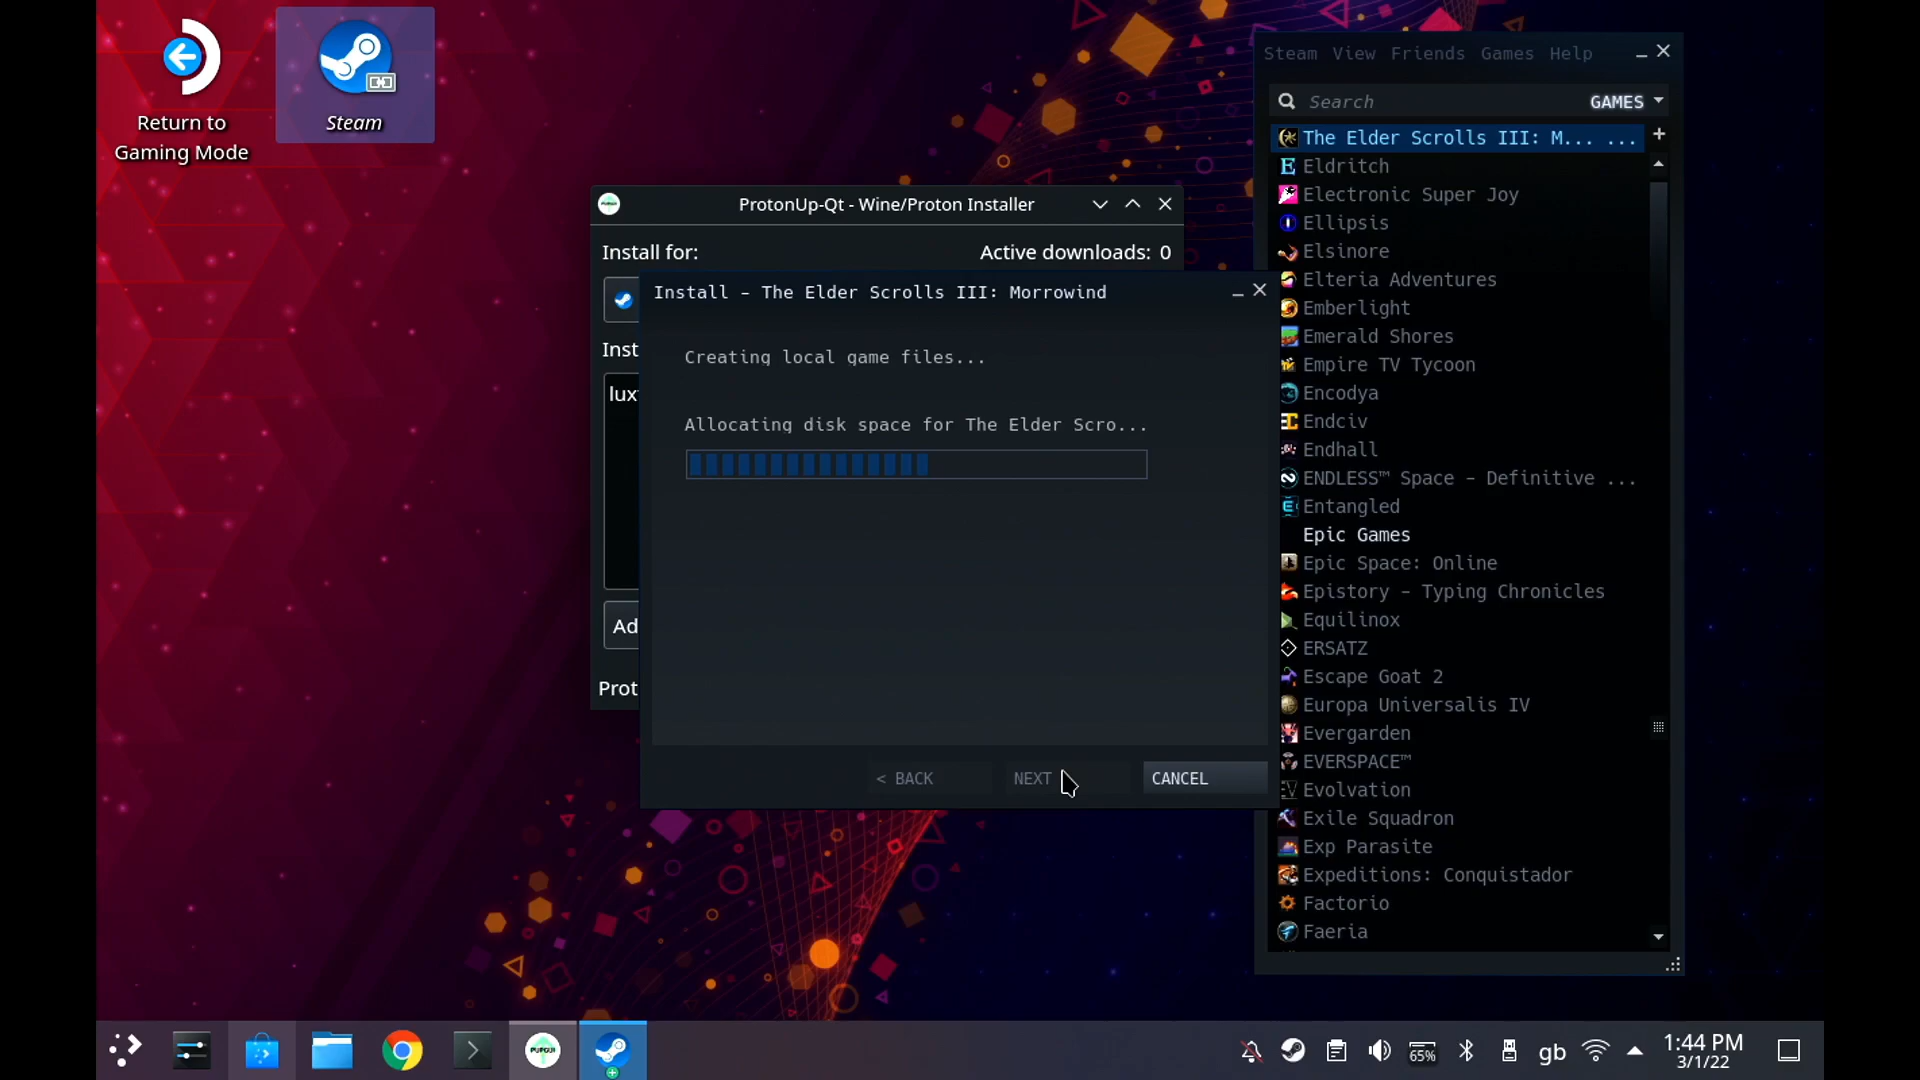 Return to
Gaming Mode
Steam
Steam View Friends Games Help
Search
GAMES
The Elder Scrolls III: M... ...
Eldritch
Electronic Super Joy
Ellipsis
Elsinore
Elteria Adventures
Emberlight
Emerald Shores
Empire TV Tycoon
Encodya
Endciv
Endhall
ENDLESS™ Space - Definitive ...
Entangled
Epic Games
Epic Space: Online
Epistory - Typing Chronicles
Equilinox
ERSATZ
Escape Goat 2
Europa Universalis IV
Evergarden
EVERSPACE™
Evolvation
Exile Squadron
Exp Parasite
Expeditions: Conquistador
Factorio
Faeria
ProtonUp-Qt - Wine/Proton Installer
Install for:
Active downloads: 0
Inst
lux
Ad
Prot
Install - The Elder Scrolls III: Morrowind
Creating local game files...
Allocating disk space for The Elder Scro...
< BACK
NEXT
CANCEL
PUPGUI
65%
gb
1:44 PM
3/1/22